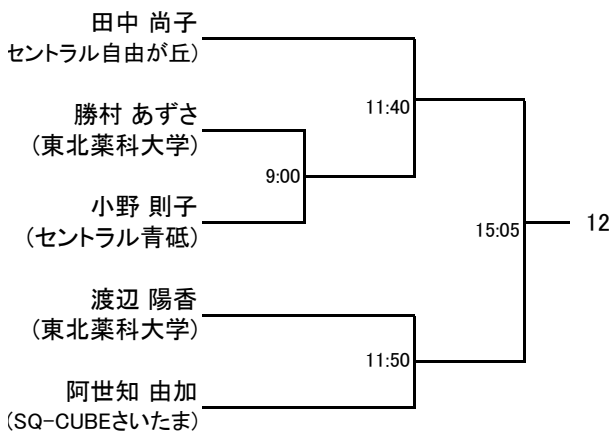 田中 尚子
セントラル自由が丘)
11:40
勝村 あずさ
(東北薬科大学)
9:00
小野 則子
(セントラル青砥)
15:05
12
渡辺 陽香
(東北薬科大学)
11:50
阿世知 由加
(SQ-CUBEさいたま)